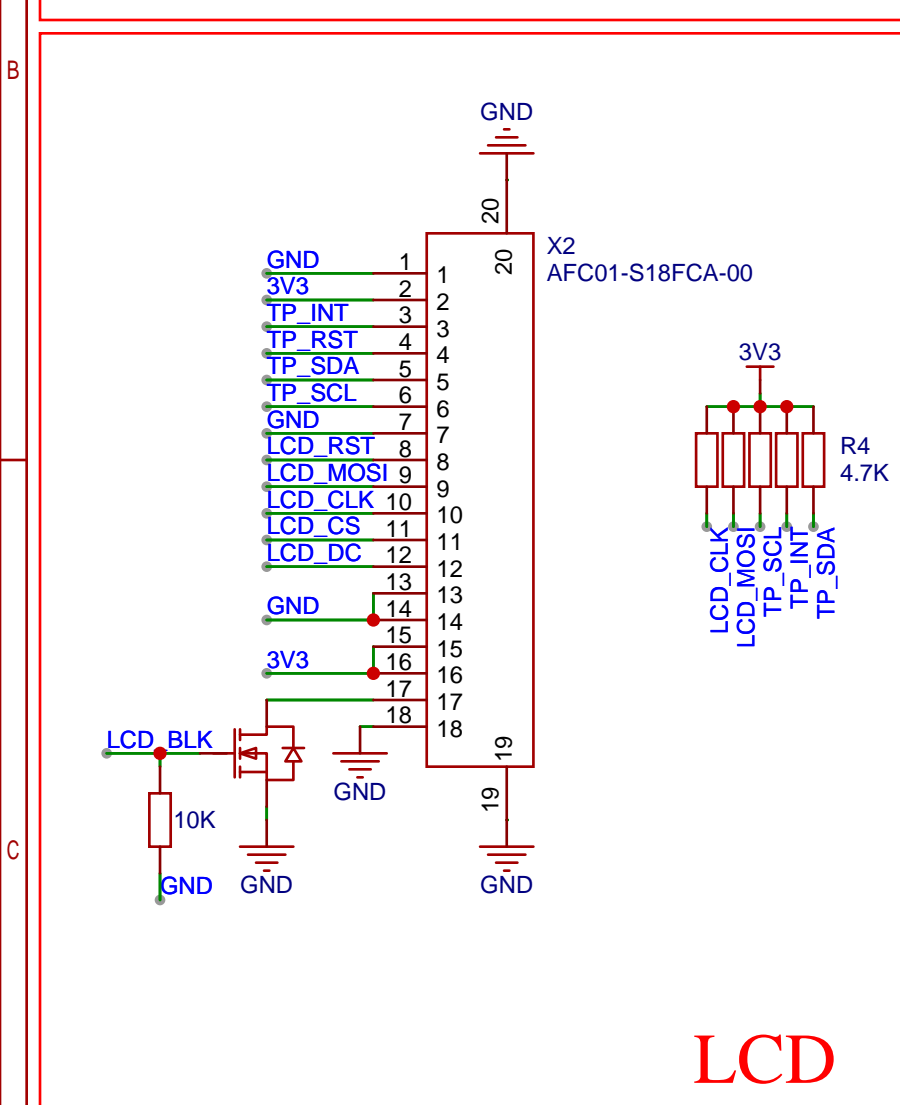 B
GND
20
20
X2
AFC01-S18FCA-00
GND 1 1
3V3 2 2
TP_INT 3 3
TP_RST 4 4
TP_SDA 5 5
TP_SCL 6 6
GND 7 7
LCD_RST 8 8
LCD_MOSI 9 9
LCD_CLK 10 10
LCD_CS 11 11
LCD_DC 12 12
13 13
GND 14 14
15 15
3V3 16 16
17 17
18 18
19
19
GND
GND
LCD_BLK
10K
GND
GND
3V3
R4
4.7K
LCD_CLK
LCD_MOSI
TP_SCL
TP_INT
TP_SDA
C
LCD